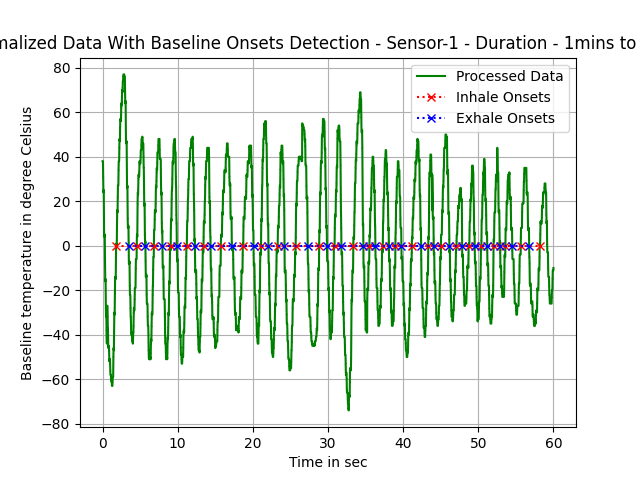 malized Data With Baseline Onsets Detection - Sensor-1 - Duration - 1mins to
Processed Data
Inhale Onsets
Exhale Onsets
80
60
40
20
0
−20
−40
−60
−80
Baseline temperature in degree Celsius
0 10 20 30 40 50 60
Time in sec